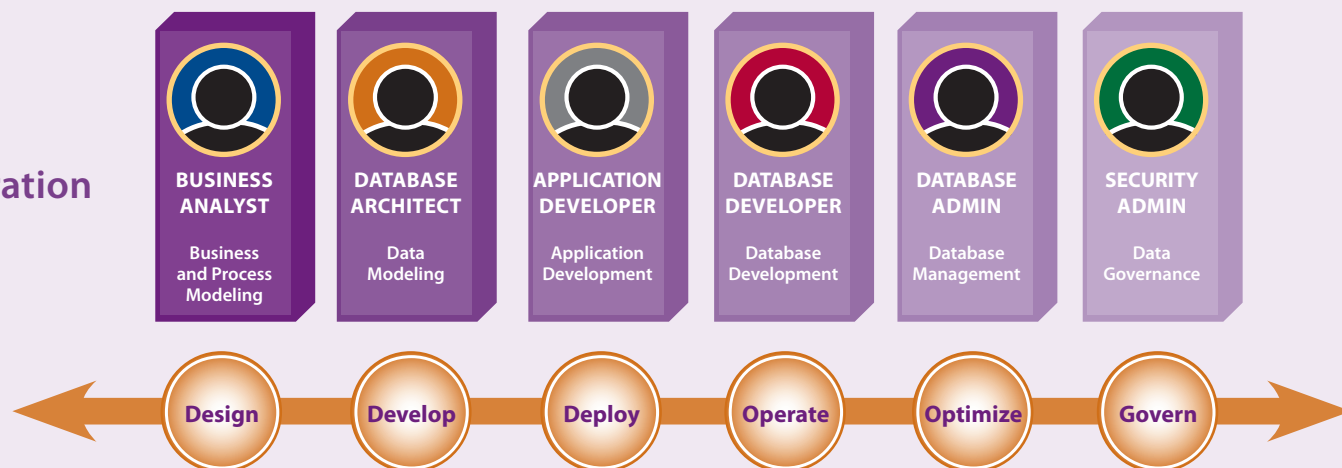 BUSINESS
ANALYST
Business
and Process
Modeling
DATABASE
ARCHITECT
Data
Modeling
APPLICATION
DEVELOPER
Application
Development
DATABASE
DEVELOPER
Database
Development
DATABASE
ADMIN
Database
Management
SECURITY
ADMIN
Data
Governance
Design
Develop
Deploy
Operate
Optimize
Govern